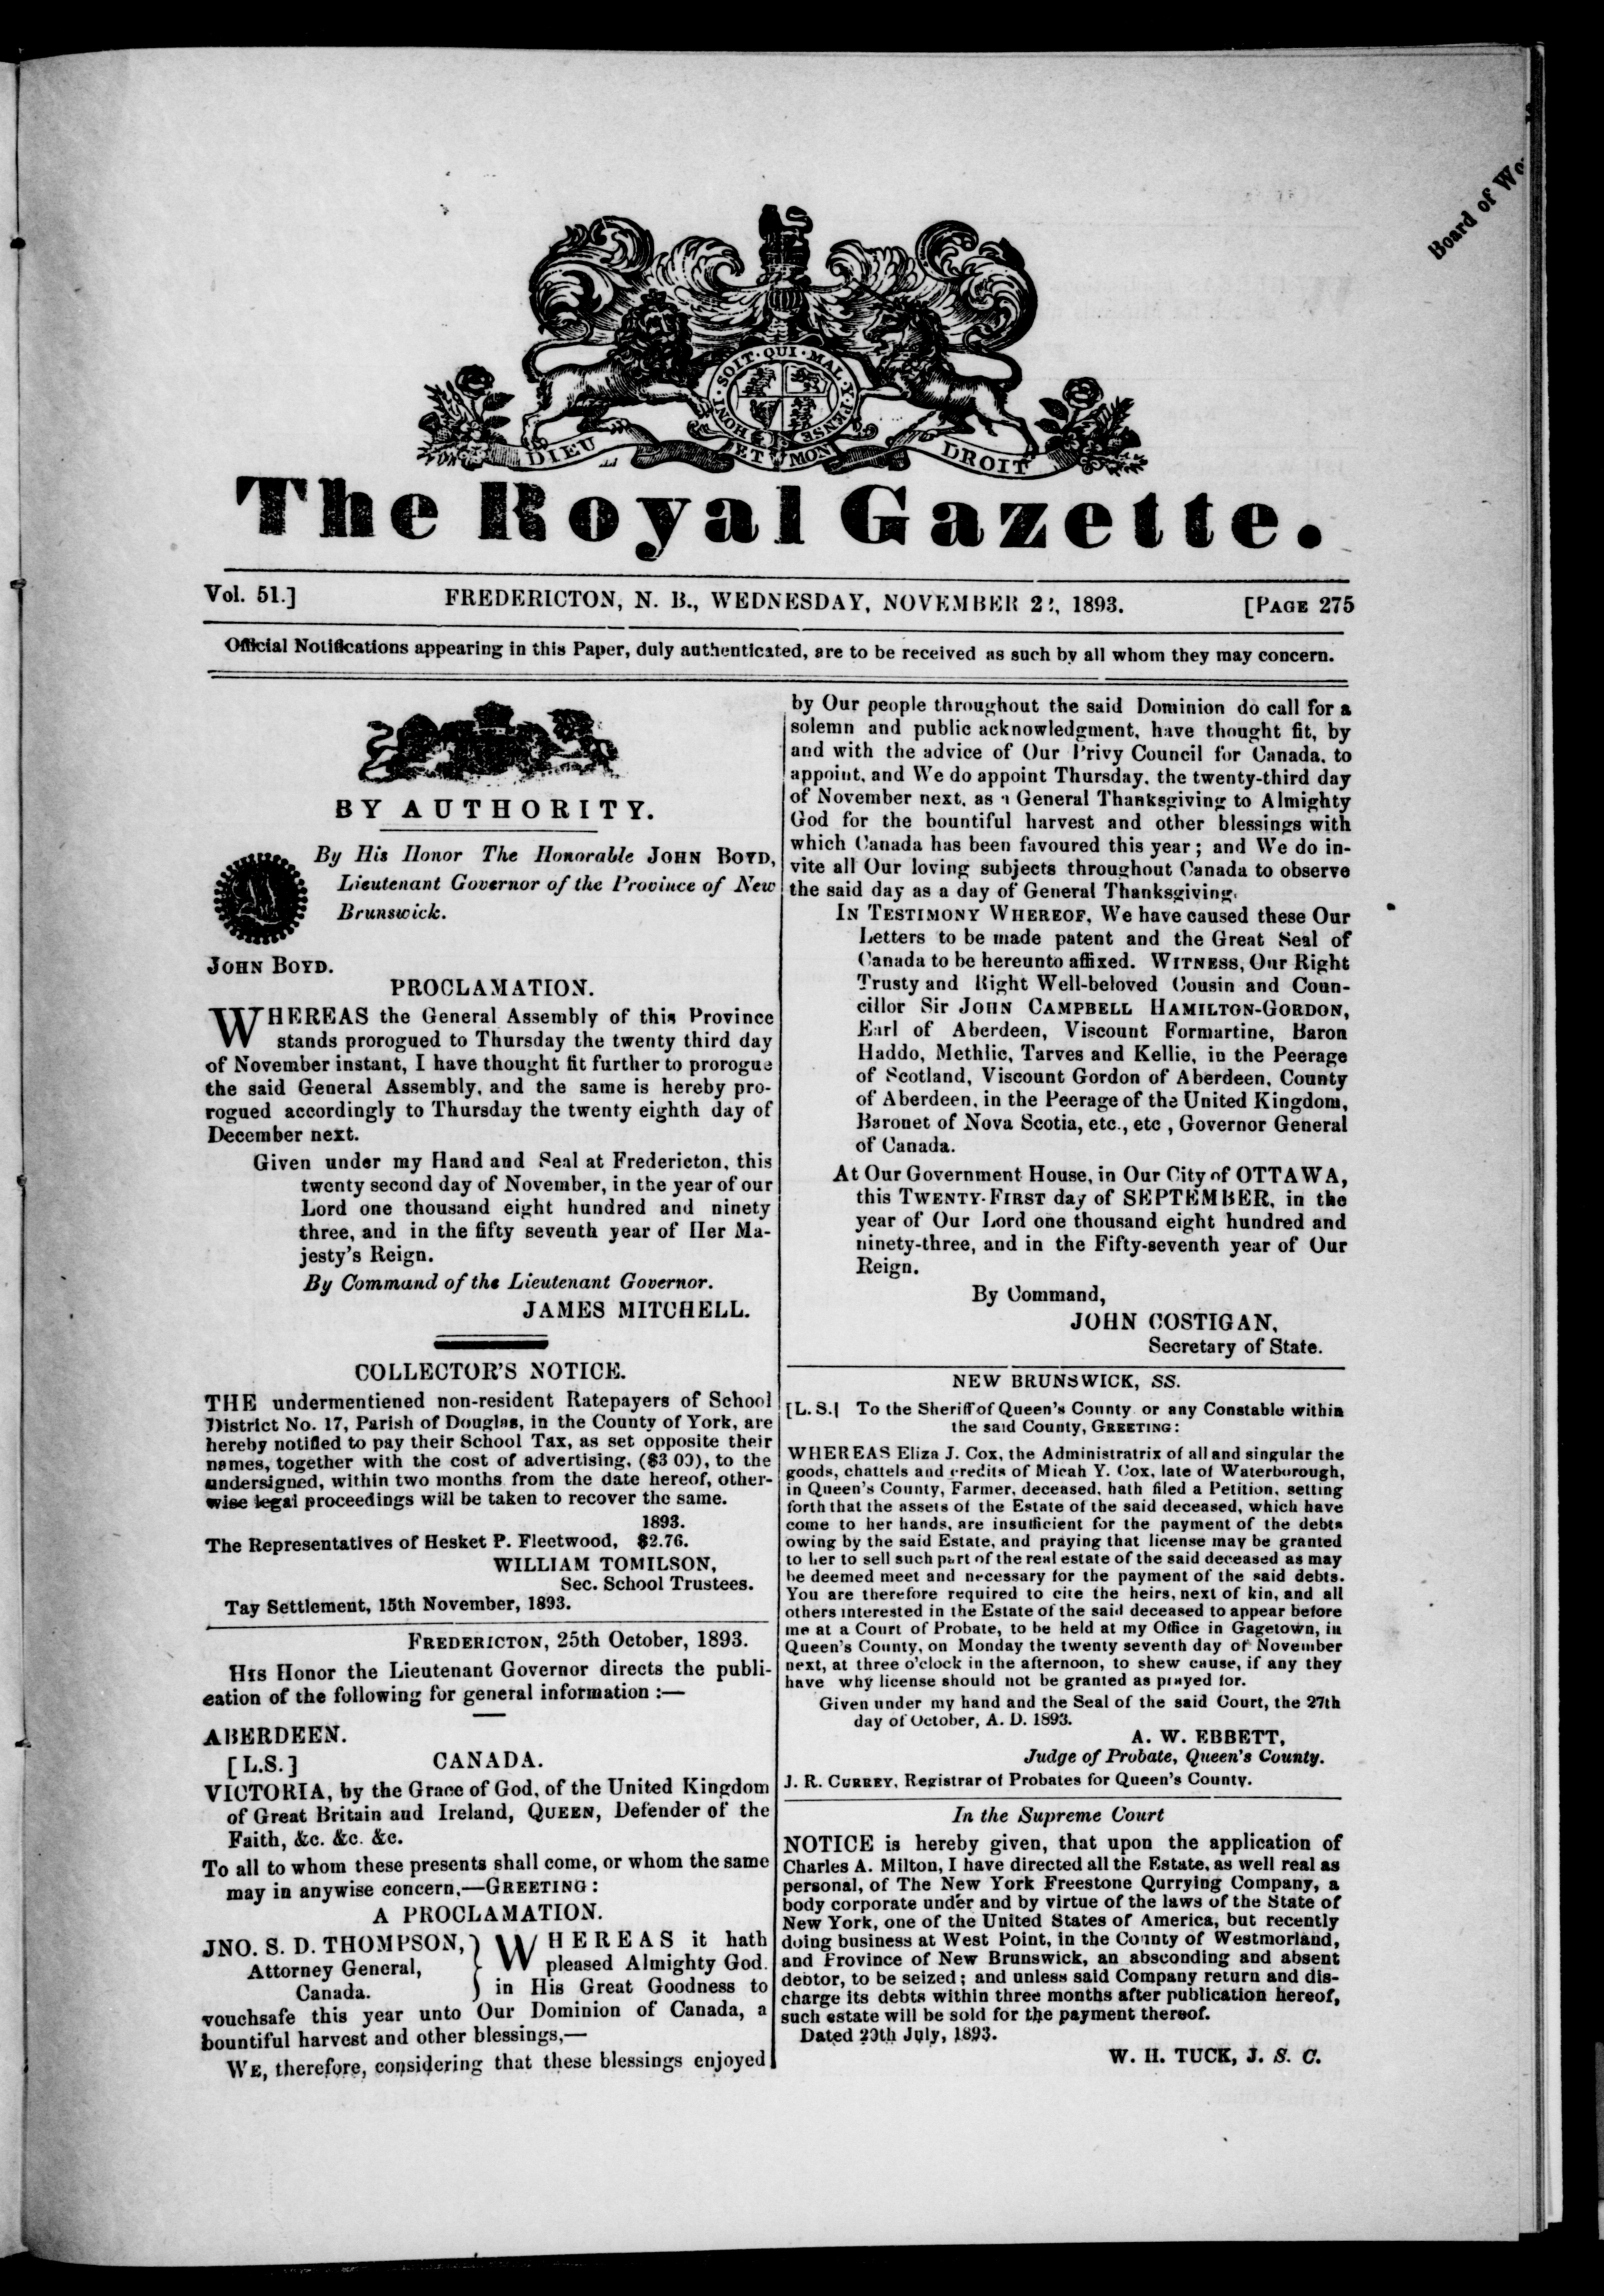 Board of
HONI · SOIT · QUI · MAL · Y · PENSE
DIEU ET MON DROIT
The Royal Gazette.
Vol. 51.] FREDERICTON, N. B., WEDNESDAY, NOVEMBER 1893. [PAGE 275
Official Notifications appearing in this Paper, duly authenticated, are to be received as such by all whom they may concern.
BY AUTHORITY.
By His Honor The Honorable JOHN BOYD,
Lieutenant Governor of the Province of New
Brunswick.
JOHN BOYD.
PROCLAMATION.
WHEREAS the General Assembly of this Province
stands prorogued to Thursday the twenty third day
of November instant, I have thought fit further to prorogue
the said General Assembly, and the same is hereby pro-
rogued accordingly to Thursday the twenty eighth day of
December next.
Given under my Hand and Seal at Fredericton, this
twenty second day of November, in the year of our
Lord one thousand eight hundred and ninety
three, and in the fifty seventh year of Her Ma-
jesty's Reign.
By Command of the Lieutenant Governor.
JAMES MITCHELL.
COLLECTOR'S NOTICE.
THE undermentiened non-resident Ratepayers of School
District No. 17, Parish of Douglas, in the County of York, are
hereby notified to pay their School Tax, as set opposite their
names, together with the cost of advertising, ($3 00), to the
undersigned, within two months from the date hereof, other-
wise legal proceedings will be taken to recover the same.
1893.
The Representatives of Hesket P. Fleetwood, $2.76.
WILLIAM TOMILSON,
Sec. School Trustees.
Tay Settlement, 15th November, 1893.
FREDERICTON, 25th October, 1893.
HIS Honor the Lieutenant Governor directs the publi-
cation of the following for general information :—
ABERDEEN.
[L.S.] CANADA.
VICTORIA, by the Grace of God, of the United Kingdom
of Great Britain and Ireland, QUEEN, Defender of the
Faith, &c. &c. &c.
To all to whom these presents shall come, or whom the same
may in anywise concern,—GREETING :
A PROCLAMATION.
JNO. S. D. THOMPSON,
Attorney General,
Canada.
WHEREAS it hath
pleased Almighty God.
in His Great Goodness to
vouchsafe this year unto Our Dominion of Canada, a
bountiful harvest and other blessings,—
WE, therefore, considering that these blessings enjoyed
by Our people throughout the said Dominion do call for a
solemn and public acknowledgment, have thought fit, by
and with the advice of Our Privy Council for Canada, to
appoint, and We do appoint Thursday, the twenty-third day
of November next, as a General Thanksgiving to Almighty
God for the bountiful harvest and other blessings with
which Canada has been favoured this year ; and We do in-
vite all Our loving subjects throughout Canada to observe
the said day as a day of General Thanksgiving.
IN TESTIMONY WHEREOF, We have caused these Our
Letters to be made patent and the Great Seal of
Canada to be hereunto affixed. WITNESS, Our Right
Trusty and Right Well-beloved Cousin and Coun-
cillor Sir JOHN CAMPBELL HAMILTON-GORDON,
Earl of Aberdeen, Viscount Formartine, Baron
Haddo, Methlic, Tarves and Kellie, in the Peerage
of Scotland, Viscount Gordon of Aberdeen, County
of Aberdeen, in the Peerage of the United Kingdom,
Baronet of Nova Scotia, etc., etc , Governor General
of Canada.
At Our Government House, in Our City of OTTAWA,
this TWENTY-FIRST day of SEPTEMBER, in the
year of Our Lord one thousand eight hundred and
ninety-three, and in the Fifty-seventh year of Our
Reign.
By Command,
JOHN COSTIGAN,
Secretary of State.
NEW BRUNSWICK, SS.
[L. S.] To the Sheriff of Queen's County or any Constable within
the said County, GREETING :
WHEREAS Eliza J. Cox, the Administratrix of all and singular the
goods, chattels and credits of Micah Y. Cox, late of Waterborough,
in Queen's County, Farmer, deceased, hath filed a Petition, setting
forth that the assets of the Estate of the said deceased, which have
come to her hands, are insufficient for the payment of the debts
owing by the said Estate, and praying that license may be granted
to her to sell such part of the real estate of the said deceased as may
be deemed meet and necessary for the payment of the said debts.
You are therefore required to cite the heirs, next of kin, and all
others interested in the Estate of the said deceased to appear before
me at a Court of Probate, to be held at my Office in Gagetown, in
Queen's County, on Monday the twenty seventh day of November
next, at three o'clock in the afternoon, to shew cause, if any they
have why license should not be granted as prayed for.
Given under my hand and the Seal of the said Court, the 27th
day of October, A. D. 1893.
A. W. EBBETT,
Judge of Probate, Queen's County.
J. R. CURREY, Registrar of Probates for Queen's County.
In the Supreme Court
NOTICE is hereby given, that upon the application of
Charles A. Milton, I have directed all the Estate, as well real as
personal, of The New York Freestone Qurrying Company, a
body corporate under and by virtue of the laws of the State of
New York, one of the United States of America, but recently
doing business at West Point, in the County of Westmorland,
and Province of New Brunswick, an absconding and absent
debtor, to be seized ; and unless said Company return and dis-
charge its debts within three months after publication hereof,
such estate will be sold for the payment thereof.
Dated 20th July, 1893.
W. H. TUCK, J. S. C.